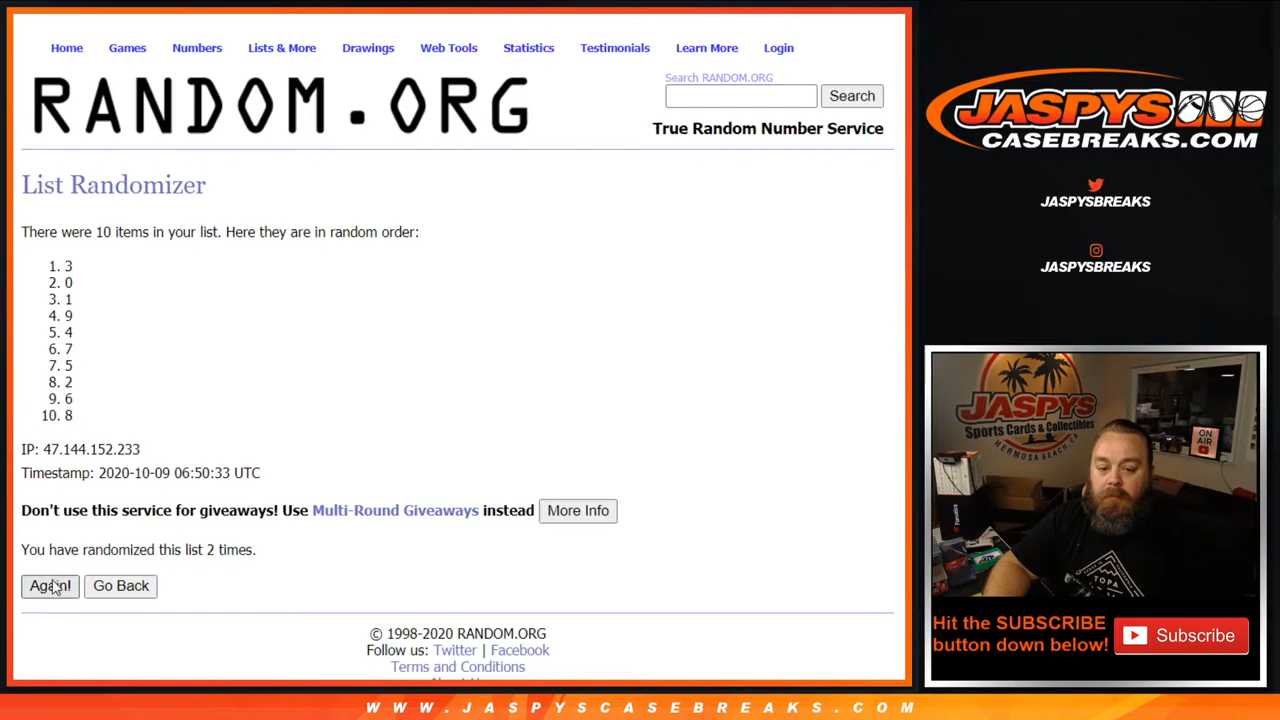 Home Games Numbers Lists & More Drawings Web Tools Statistics Testimonials Learn More Login
RANDOM.ORG
Search RANDOM.ORG
Search
True Random Number Service
List Randomizer
There were 10 items in your list. Here they are in random order:
1. 3
2. 0
3. 1
4. 9
5. 4
6. 7
7. 5
8. 2
9. 6
10. 8
IP: 47.144.152.233
Timestamp: 2020-10-09 06:50:33 UTC
Don't use this service for giveaways! Use Multi-Round Giveaways instead More Info
You have randomized this list 2 times.
Again! Go Back
© 1998-2020 RANDOM.ORG
Follow us: Twitter | Facebook
Terms and Conditions
JASPYS
CASEBREAKS.COM
JASPYSBREAKS
JASPYSBREAKS
JASPYS
Sports Cards & Collectibles
HERMOSA BEACH, CA
ON AIR
Fanatics
TOPA
Hit the SUBSCRIBE
button down below!
Subscribe
WWW.JASPYSCASEBREAKS.COM